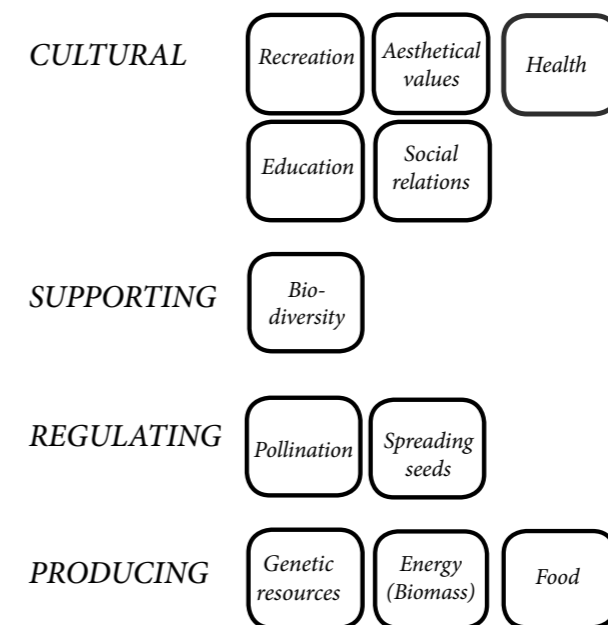 CULTURAL
Recreation
Aesthetical
values
Health
Education
Social
relations
SUPPORTING
Bio-
diversity
REGULATING
Pollination
Spreading
seeds
PRODUCING
Genetic
resources
Energy
(Biomass)
Food